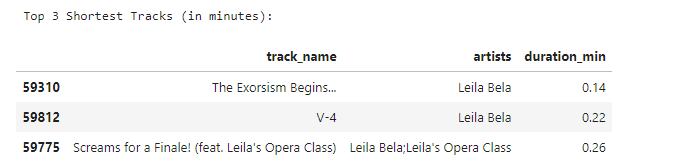 Top 3 Shortest Tracks (in minutes):
track_name artists duration_min
59310 The Exorsism Begins... Leila Bela 0.14
59812 V-4 Leila Bela 0.22
59775 Screams for a Finale! (feat. Leila's Opera Class) Leila Bela;Leila's Opera Class 0.26